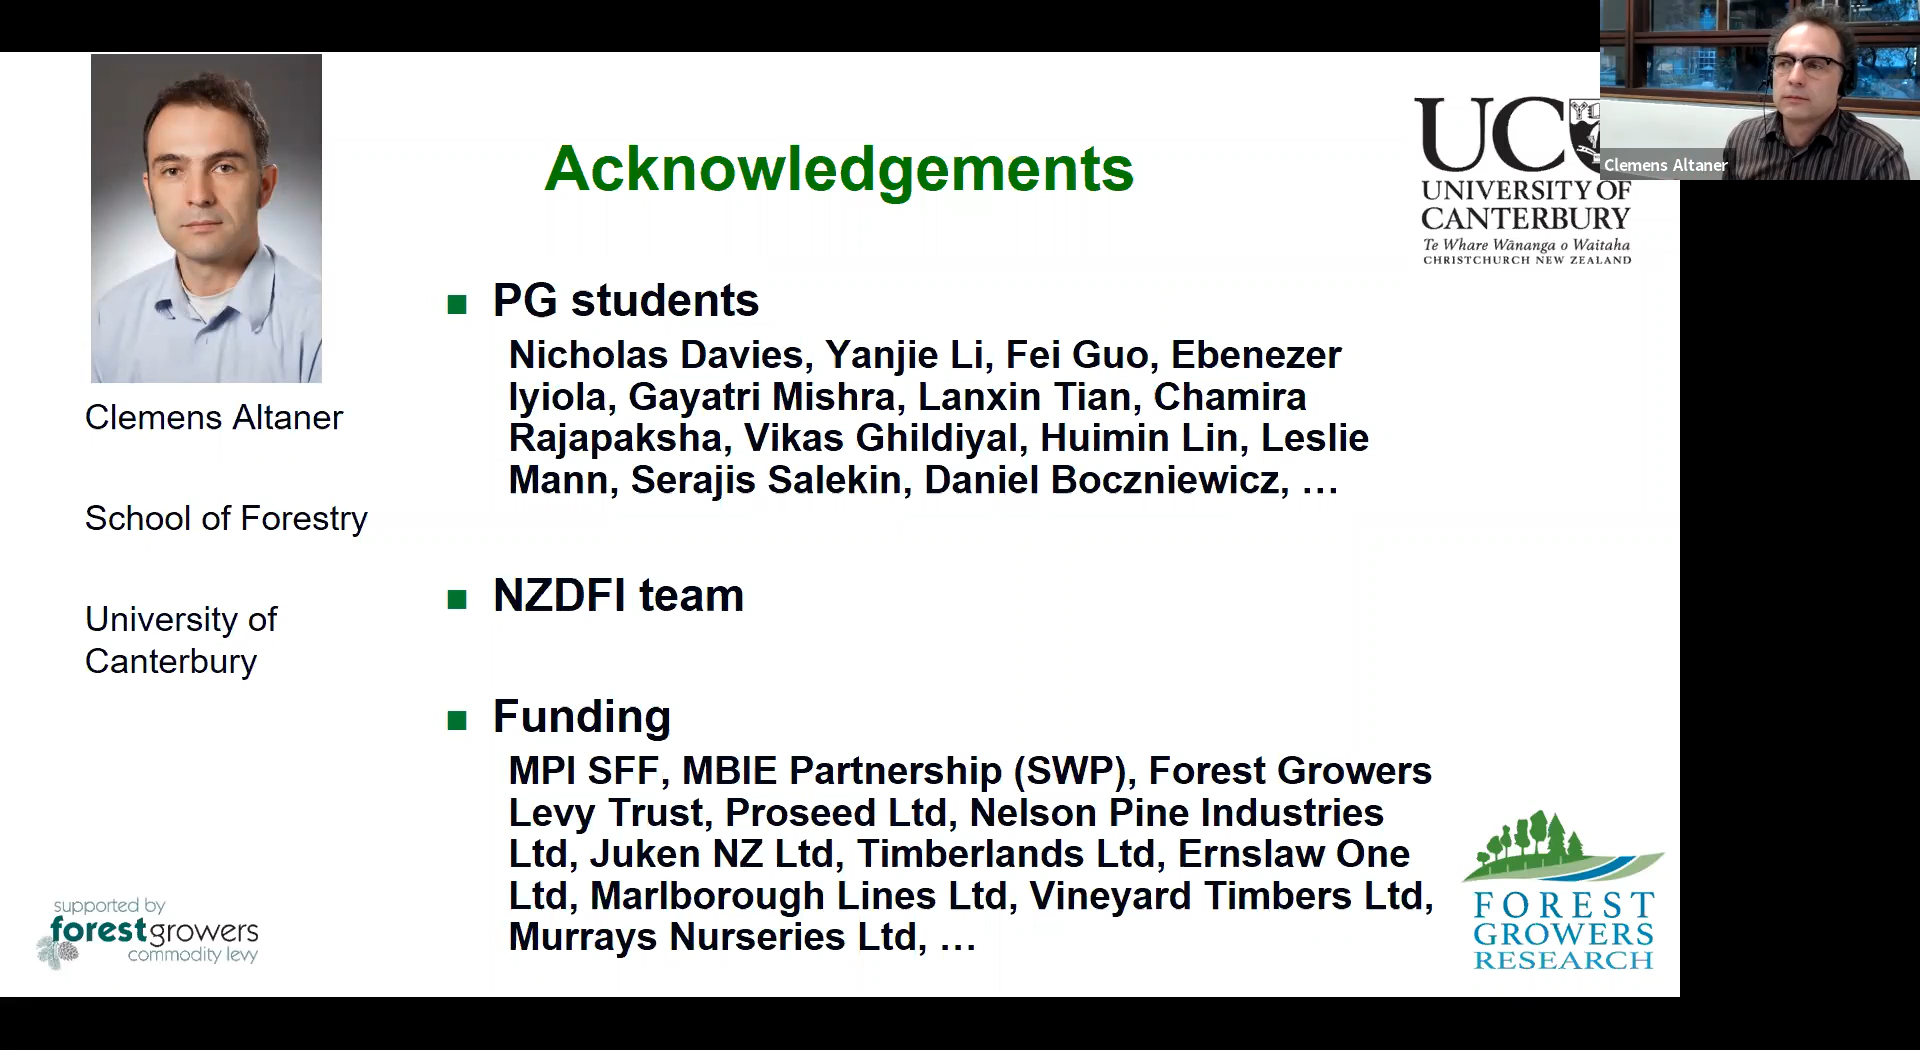 Acknowledgements
UC
UNIVERSITY OF
CANTERBURY
Te Whare Wānanga o Waitaha
CHRISTCHURCH NEW ZEALAND
Clemens Altaner
Clemens Altaner
School of Forestry
University of
Canterbury
PG students
Nicholas Davies, Yanjie Li, Fei Guo, Ebenezer
Iyiola, Gayatri Mishra, Lanxin Tian, Chamira
Rajapaksha, Vikas Ghildiyal, Huimin Lin, Leslie
Mann, Serajis Salekin, Daniel Boczniewicz, …
NZDFI team
Funding
MPI SFF, MBIE Partnership (SWP), Forest Growers
Levy Trust, Proseed Ltd, Nelson Pine Industries
Ltd, Juken NZ Ltd, Timberlands Ltd, Ernslaw One
Ltd, Marlborough Lines Ltd, Vineyard Timbers Ltd,
Murrays Nurseries Ltd, …
supported by
forestgrowers
commodity levy
FOREST
GROWERS
RESEARCH